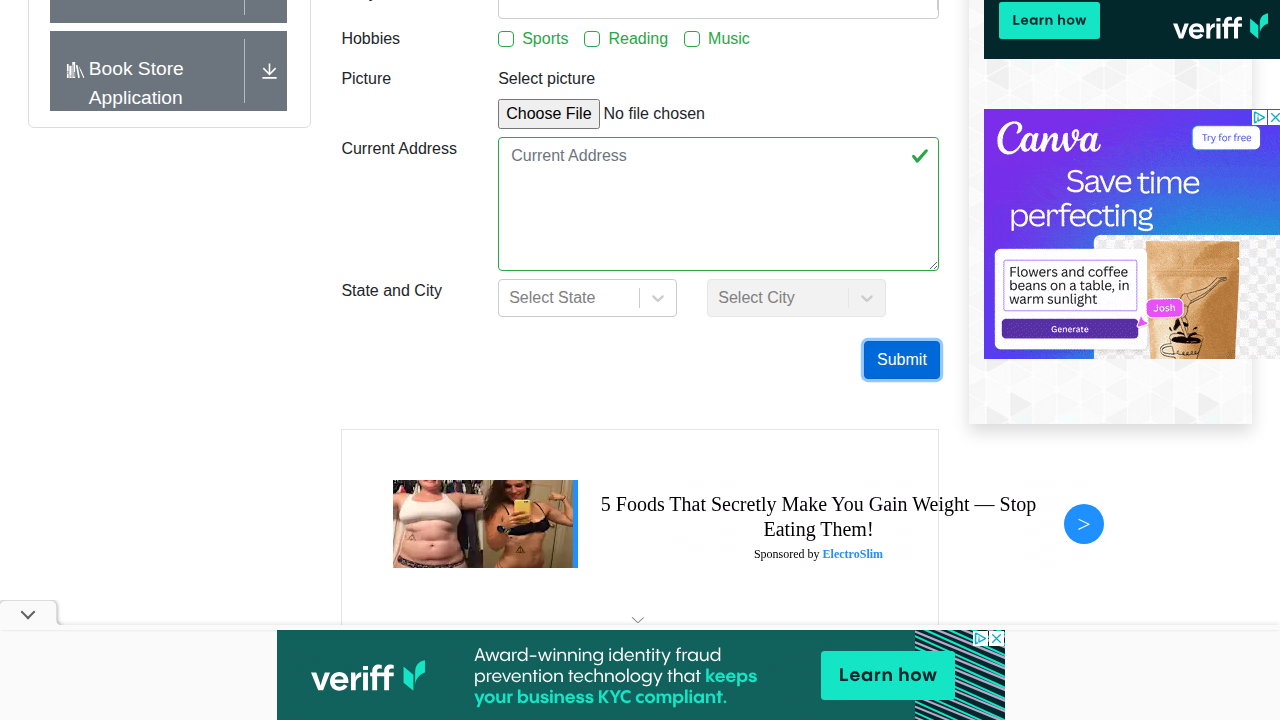 Book Store
Application
Hobbies
Sports
Reading
Music
Picture
Select picture
Choose File
No file chosen
Current Address
Current Address
State and City
Select State
Select City
Submit
5 Foods That Secretly Make You Gain Weight — Stop
Eating Them!
Sponsored by ElectroSlim
>
Learn how
veriff
Canva
Try for free
Save time
perfecting
Flowers and coffee
beans on a table, in
warm sunlight
Josh
Generate
veriff
Award-winning identity fraud
prevention technology that keeps
your business KYC compliant.
Learn how